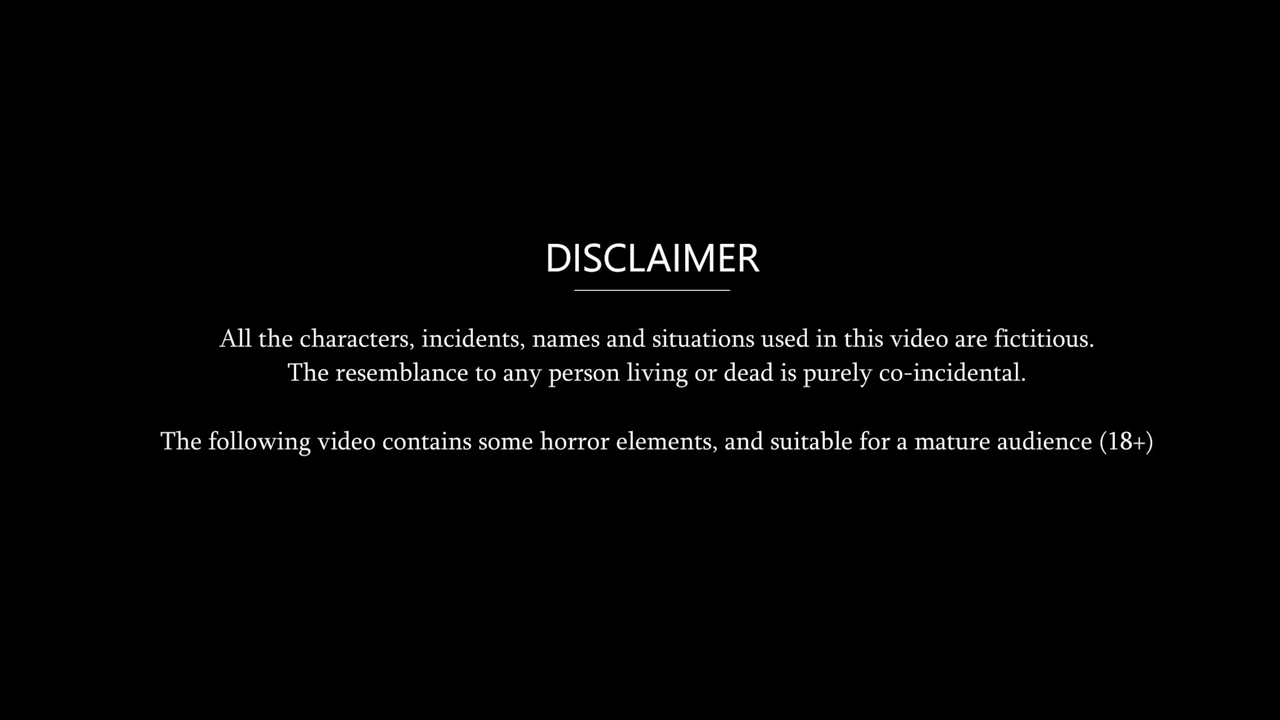 DISCLAIMER
All the characters, incidents, names and situations used in this video are fictitious.
The resemblance to any person living or dead is purely co-incidental.
The following video contains some horror elements, and suitable for a mature audience (18+)